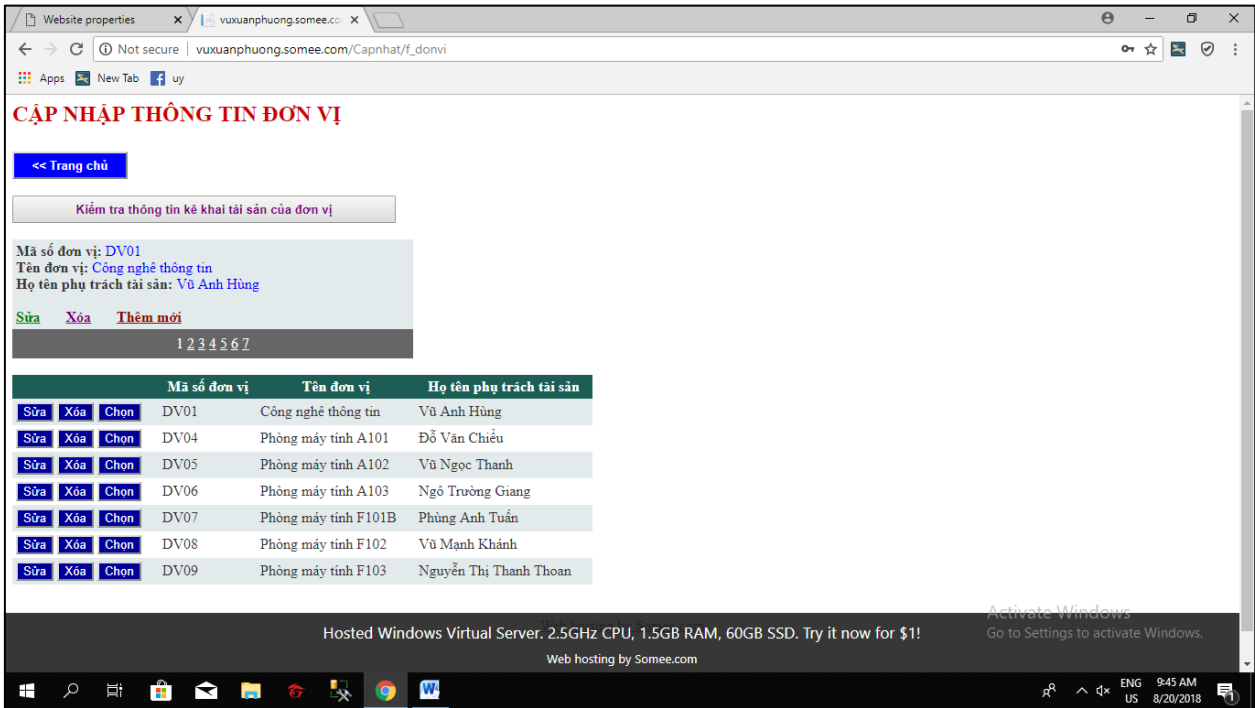 Website properties
vuxuanphuong.somee.co
Not secure | vuxuanphuong.somee.com/Capnhat/f_donvi
Apps New Tab uy
CẬP NHẬP THÔNG TIN ĐƠN VỊ
<< Trang chủ
Kiểm tra thông tin kê khai tài sản của đơn vị
Mã số đơn vị: DV01
Tên đơn vị: Công nghê thông tin
Họ tên phụ trách tài sản: Vũ Anh Hùng
Sửa Xóa Thêm mới
1 2 3 4 5 6 7
Mã số đơn vị Tên đơn vị Họ tên phụ trách tài sản
Sửa Xóa Chọn DV01 Công nghê thông tin Vũ Anh Hùng
Sửa Xóa Chọn DV04 Phòng máy tính A101 Đỗ Văn Chiểu
Sửa Xóa Chọn DV05 Phòng máy tính A102 Vũ Ngọc Thanh
Sửa Xóa Chọn DV06 Phòng máy tính A103 Ngô Trường Giang
Sửa Xóa Chọn DV07 Phòng máy tính F101B Phùng Anh Tuấn
Sửa Xóa Chọn DV08 Phòng máy tính F102 Vũ Mạnh Khánh
Sửa Xóa Chọn DV09 Phòng máy tính F103 Nguyễn Thị Thanh Thoan
Activate Windows
Go to Settings to activate Windows.
Hosted Windows Virtual Server. 2.5GHz CPU, 1.5GB RAM, 60GB SSD. Try it now for $1!
Web hosting by Somee.com
ENG 9:45 AM
US 8/20/2018